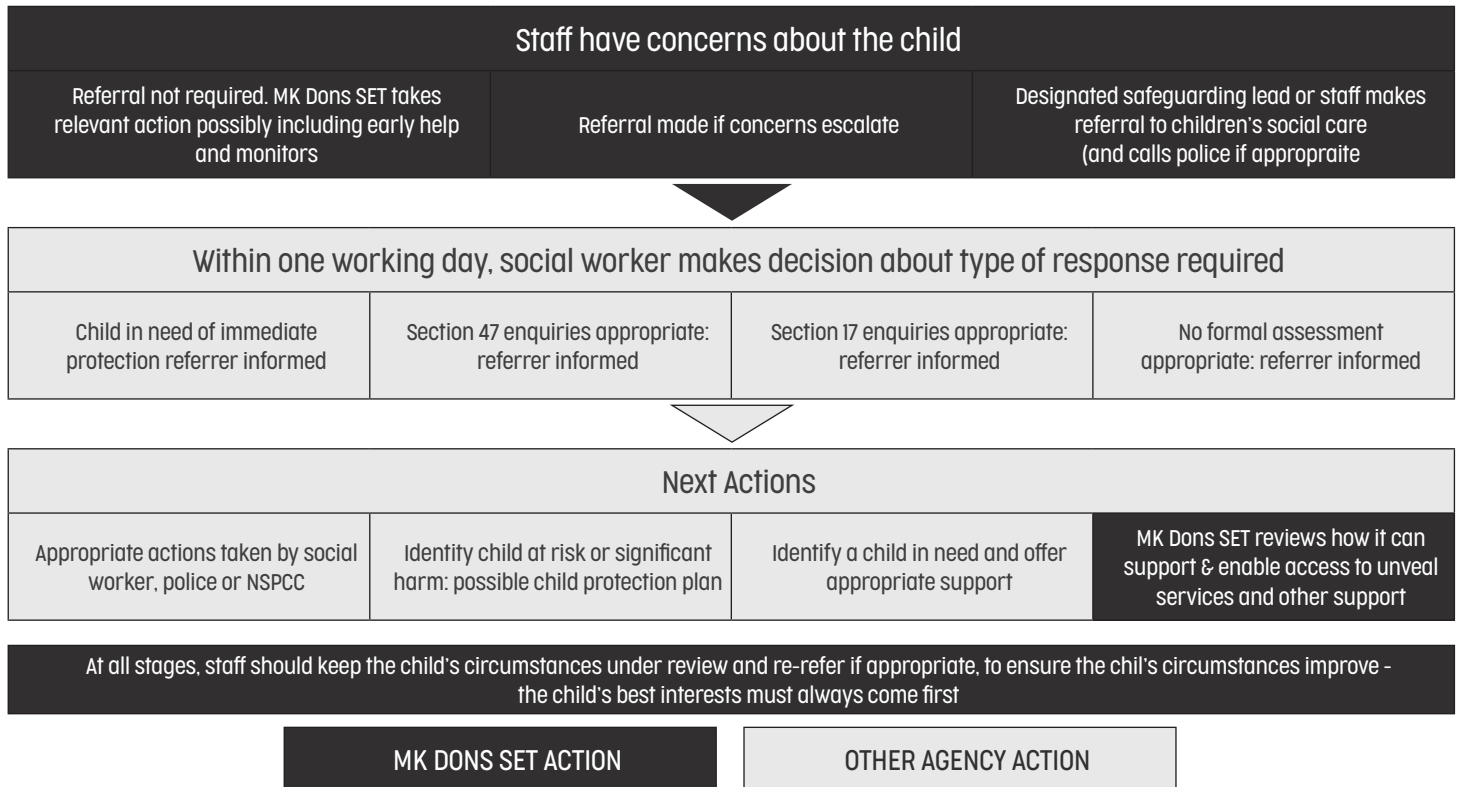 Staff have concerns about the child
Referral not required. MK Dons SET takes
relevant action possibly including early help
and monitors
Referral made if concerns escalate
Designated safeguarding lead or staff makes
referral to children's social care
(and calls police if appropraite
Within one working day, social worker makes decision about type of response required
Child in need of immediate
protection referrer informed
Section 47 enquiries appropriate:
referrer informed
Section 17 enquiries appropriate:
referrer informed
No formal assessment
appropriate: referrer informed
Next Actions
Appropriate actions taken by social
worker, police or NSPCC
Identity child at risk or significant
harm: possible child protection plan
Identify a child in need and offer
appropriate support
MK Dons SET reviews how it can
support & enable access to unveal
services and other support
At all stages, staff should keep the child's circumstances under review and re-refer if appropriate, to ensure the chil's circumstances improve -
the child's best interests must always come first
MK DONS SET ACTION
OTHER AGENCY ACTION